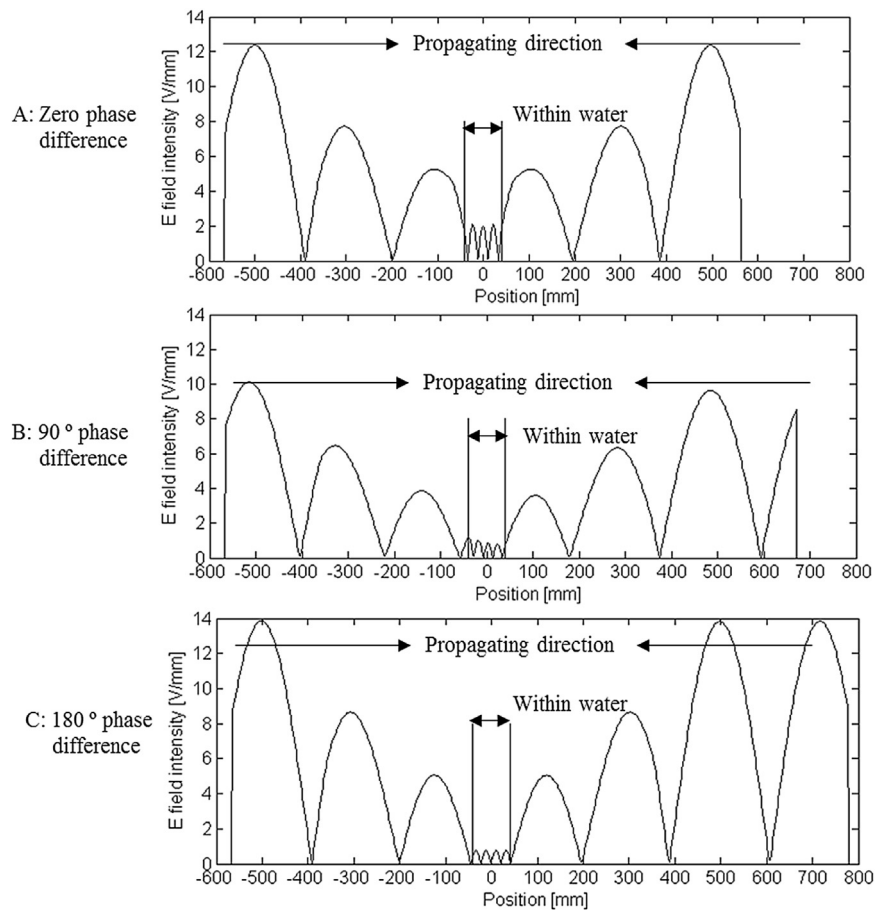 14
12
10
8
6
4
2
0
E field intensity [V/mm]
Propagating direction
Within water
A: Zero phase
difference
-600 -500 -400 -300 -200 -100 0 100 200 300 400 500 600 700 800
Position [mm]
14
12
10
8
6
4
2
0
E field intensity [V/mm]
Propagating direction
Within water
B: 90 º phase
difference
-600 -500 -400 -300 -200 -100 0 100 200 300 400 500 600 700 800
Position [mm]
14
12
10
8
6
4
2
0
E field intensity [V/mm]
Propagating direction
Within water
C: 180 º phase
difference
-600 -500 -400 -300 -200 -100 0 100 200 300 400 500 600 700 800
Position [mm]